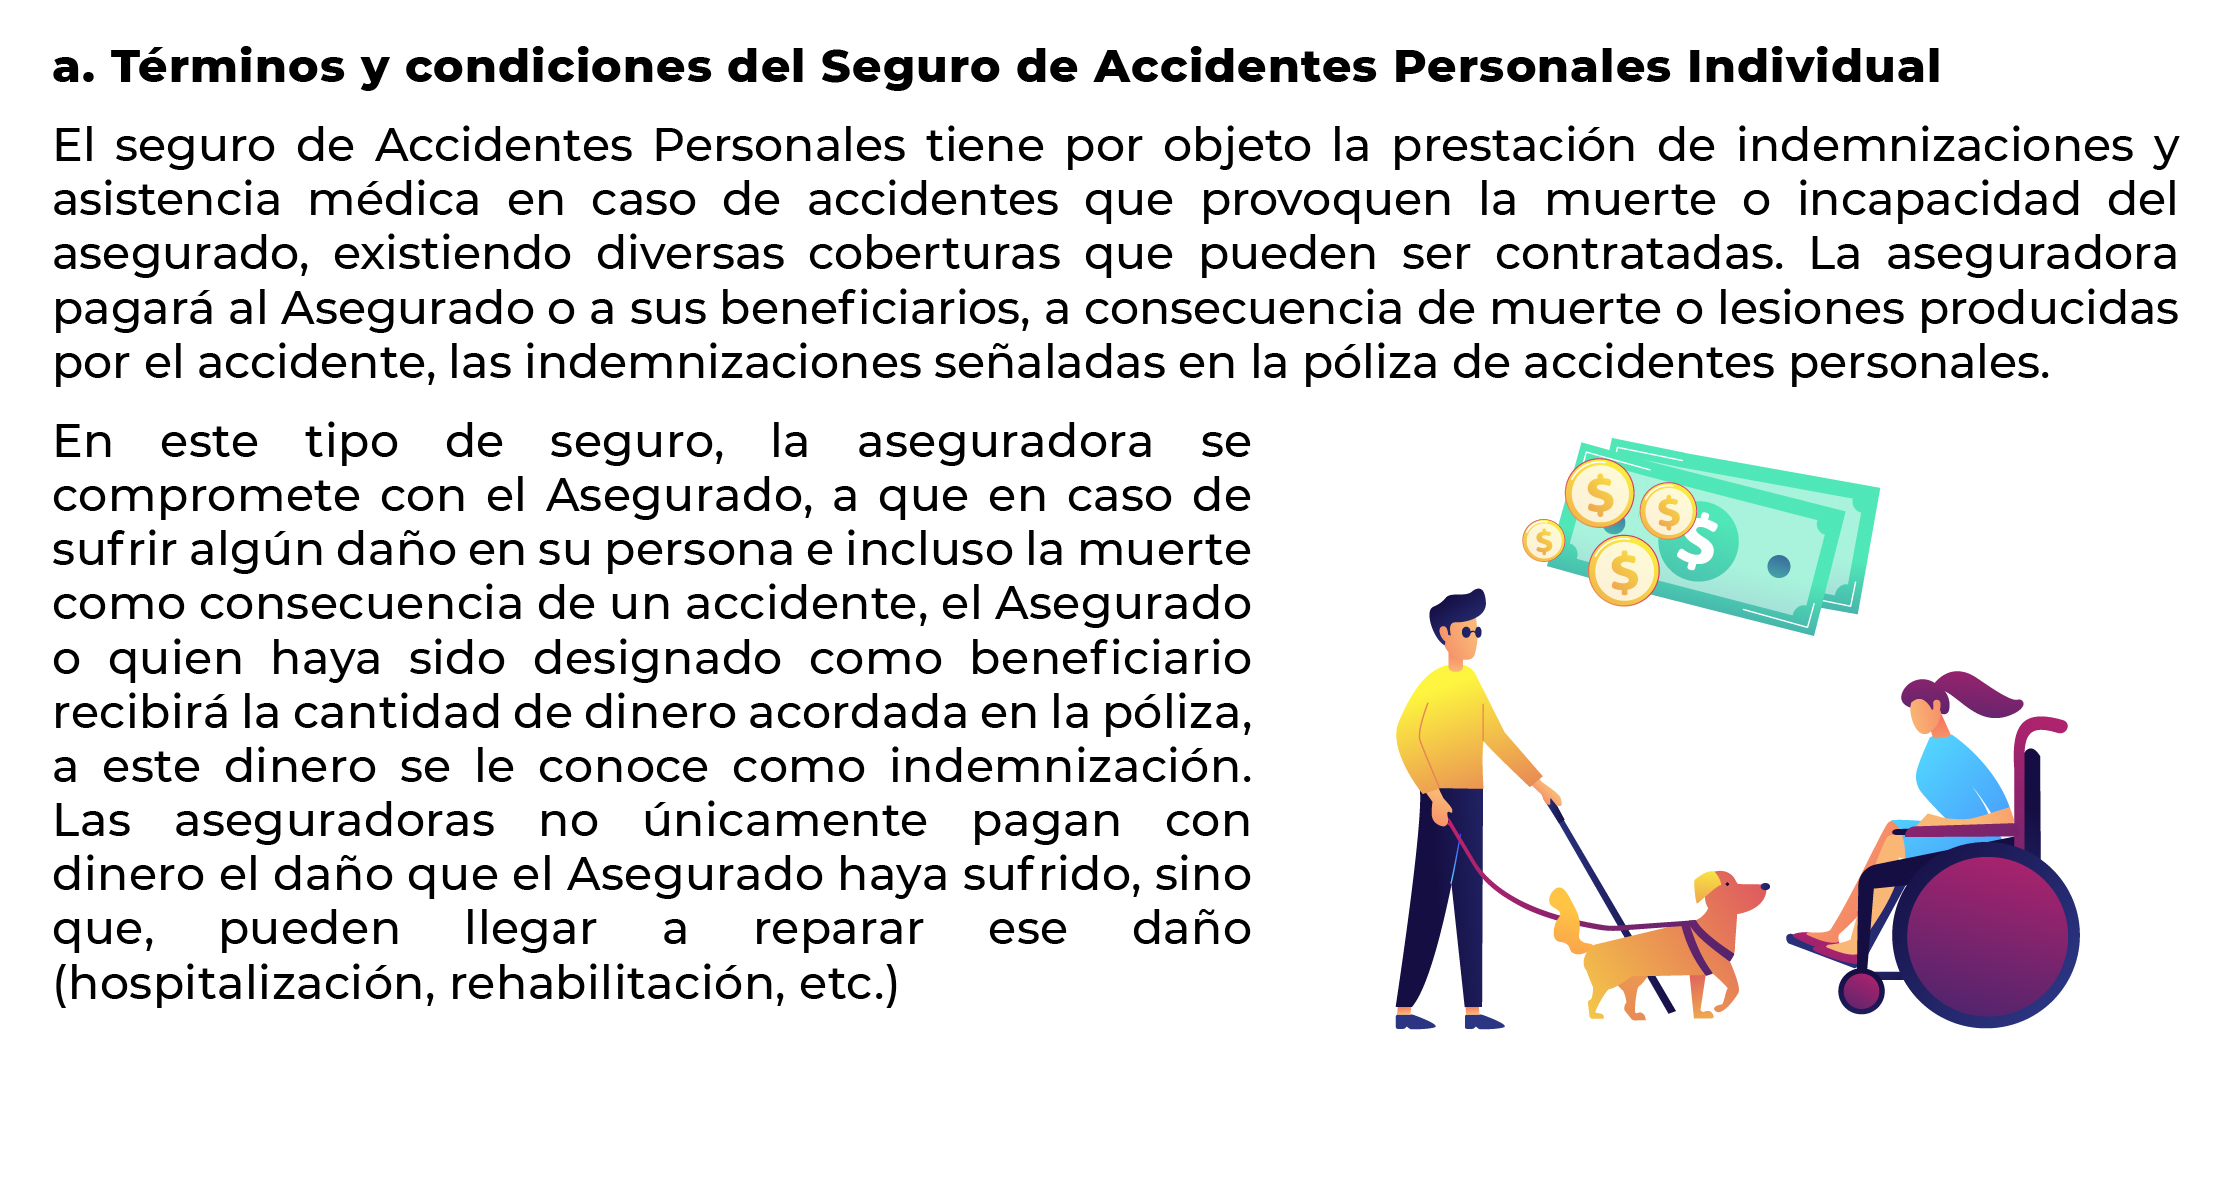 a. Términos y condiciones del Seguro de Accidentes Personales Individual
El seguro de Accidentes Personales tiene por objeto la prestación de indemnizaciones y
asistencia médica en caso de accidentes que provoquen la muerte o incapacidad del
asegurado, existiendo diversas coberturas que pueden ser contratadas. La aseguradora
pagará al Asegurado o a sus beneficiarios, a consecuencia de muerte o lesiones producidas
por el accidente, las indemnizaciones señaladas en la póliza de accidentes personales.
En este tipo de seguro, la aseguradora se
compromete con el Asegurado, a que en caso de
sufrir algún daño en su persona e incluso la muerte
como consecuencia de un accidente, el Asegurado
o quien haya sido designado como beneficiario
recibirá la cantidad de dinero acordada en la póliza,
a este dinero se le conoce como indemnización.
Las aseguradoras no únicamente pagan con
dinero el daño que el Asegurado haya sufrido, sino
que, pueden llegar a reparar ese daño
(hospitalización, rehabilitación, etc.)
$
$
$
$
$